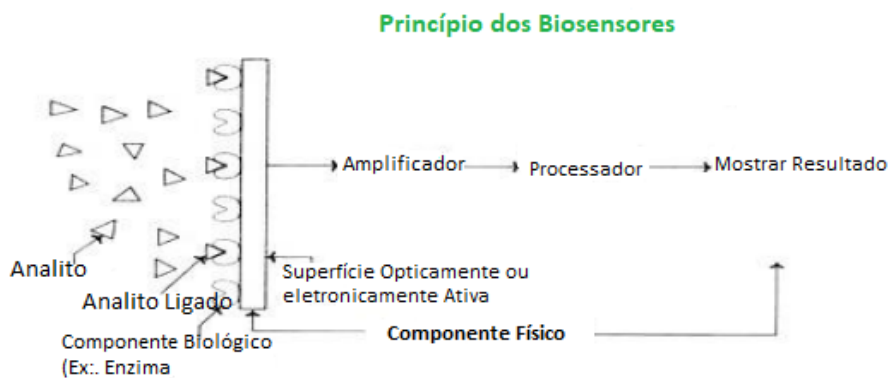 Princípio dos Biosensores
Amplificador
Processador
Mostrar Resultado
Analito
Analito Ligado
Superfície Opticamente ou
eletronicamente Ativa
Componente Biológico
(Ex:. Enzima
Componente Físico